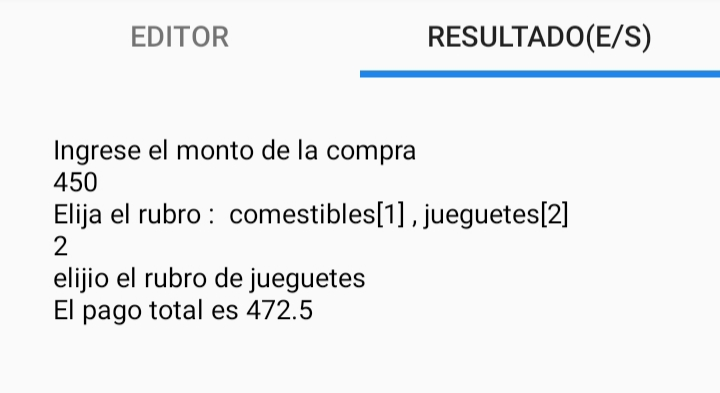 EDITOR RESULTADO(E/S)
Ingrese el monto de la compra
450
Elija el rubro :  comestibles[1] , jueguetes[2]
2
elijio el rubro de jueguetes
El pago total es 472.5